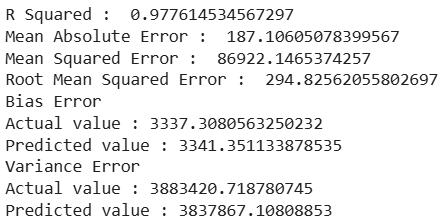 R Squared :  0.977614534567297
Mean Absolute Error :  187.10605078399567
Mean Squared Error :  86922.1465374257
Root Mean Squared Error :  294.82562055802697
Bias Error
Actual value : 3337.3080563250232
Predicted value : 3341.351133878535
Variance Error
Actual value : 3883420.718780745
Predicted value : 3837867.10808853